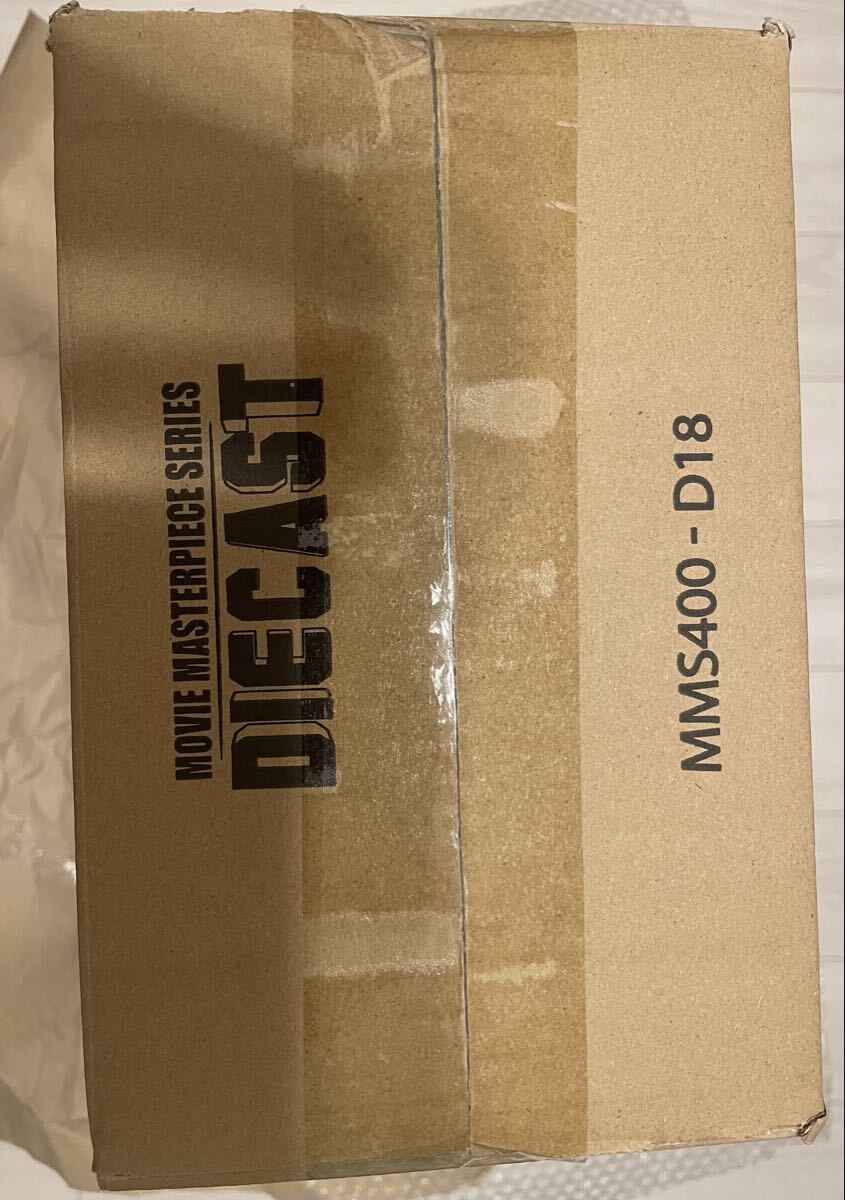 MOVIE MASTERPIECE SERIES
DIECAST
MMS400 - D18